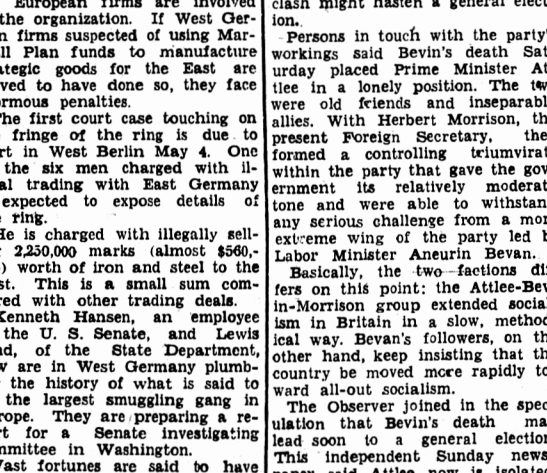 European firms are involved
the organization. If West Ger-
n firms suspected of using Mar-
ll Plan funds to manufacture
ategic goods for the East are
ved to have done so, they face
ormous penalties.
he first court case touching on
fringe of the ring is due to
rt in West Berlin May 4. One
the six men charged with il-
al trading with East Germany
expected to expose details of
ring.
He is charged with illegally sell-
2,250,000 marks (almost $560,-
) worth of iron and steel to the
st. This is a small sum com-
red with other trading deals.
Kenneth Hansen, an employee
the U. S. Senate, and Lewis
nd, of the State Department,
w are in West Germany plumb-
the history of what is said to
the largest smuggling gang in
rope. They are preparing a re-
rt for a Senate investigating
mmittee in Washington.
Vast fortunes are said to have
clash might hasten a general elect
ion.
Persons in touch with the party'
workings said Bevin's death Sat
urday placed Prime Minister At
tlee in a lonely position. The tw
were old friends and inseparabl
allies. With Herbert Morrison, th
present Foreign Secretary, the
formed a controlling triumvirat
within the party that gave the gov
ernment its relatively moderat
tone and were able to withstan
any serious challenge from a mor
extreme wing of the party led b
Labor Minister Aneurin Bevan.
Basically, the two factions di
fers on this point: the Attlee-Bev
in-Morrison group extended social
ism in Britain in a slow, method
ical way. Bevan's followers, on th
other hand, keep insisting that th
country be moved more rapidly to
ward all-out socialism.
The Observer joined in the spec
ulation that Bevin's death ma
lead soon to a general election
This independent Sunday news
said Attlee now is isolate